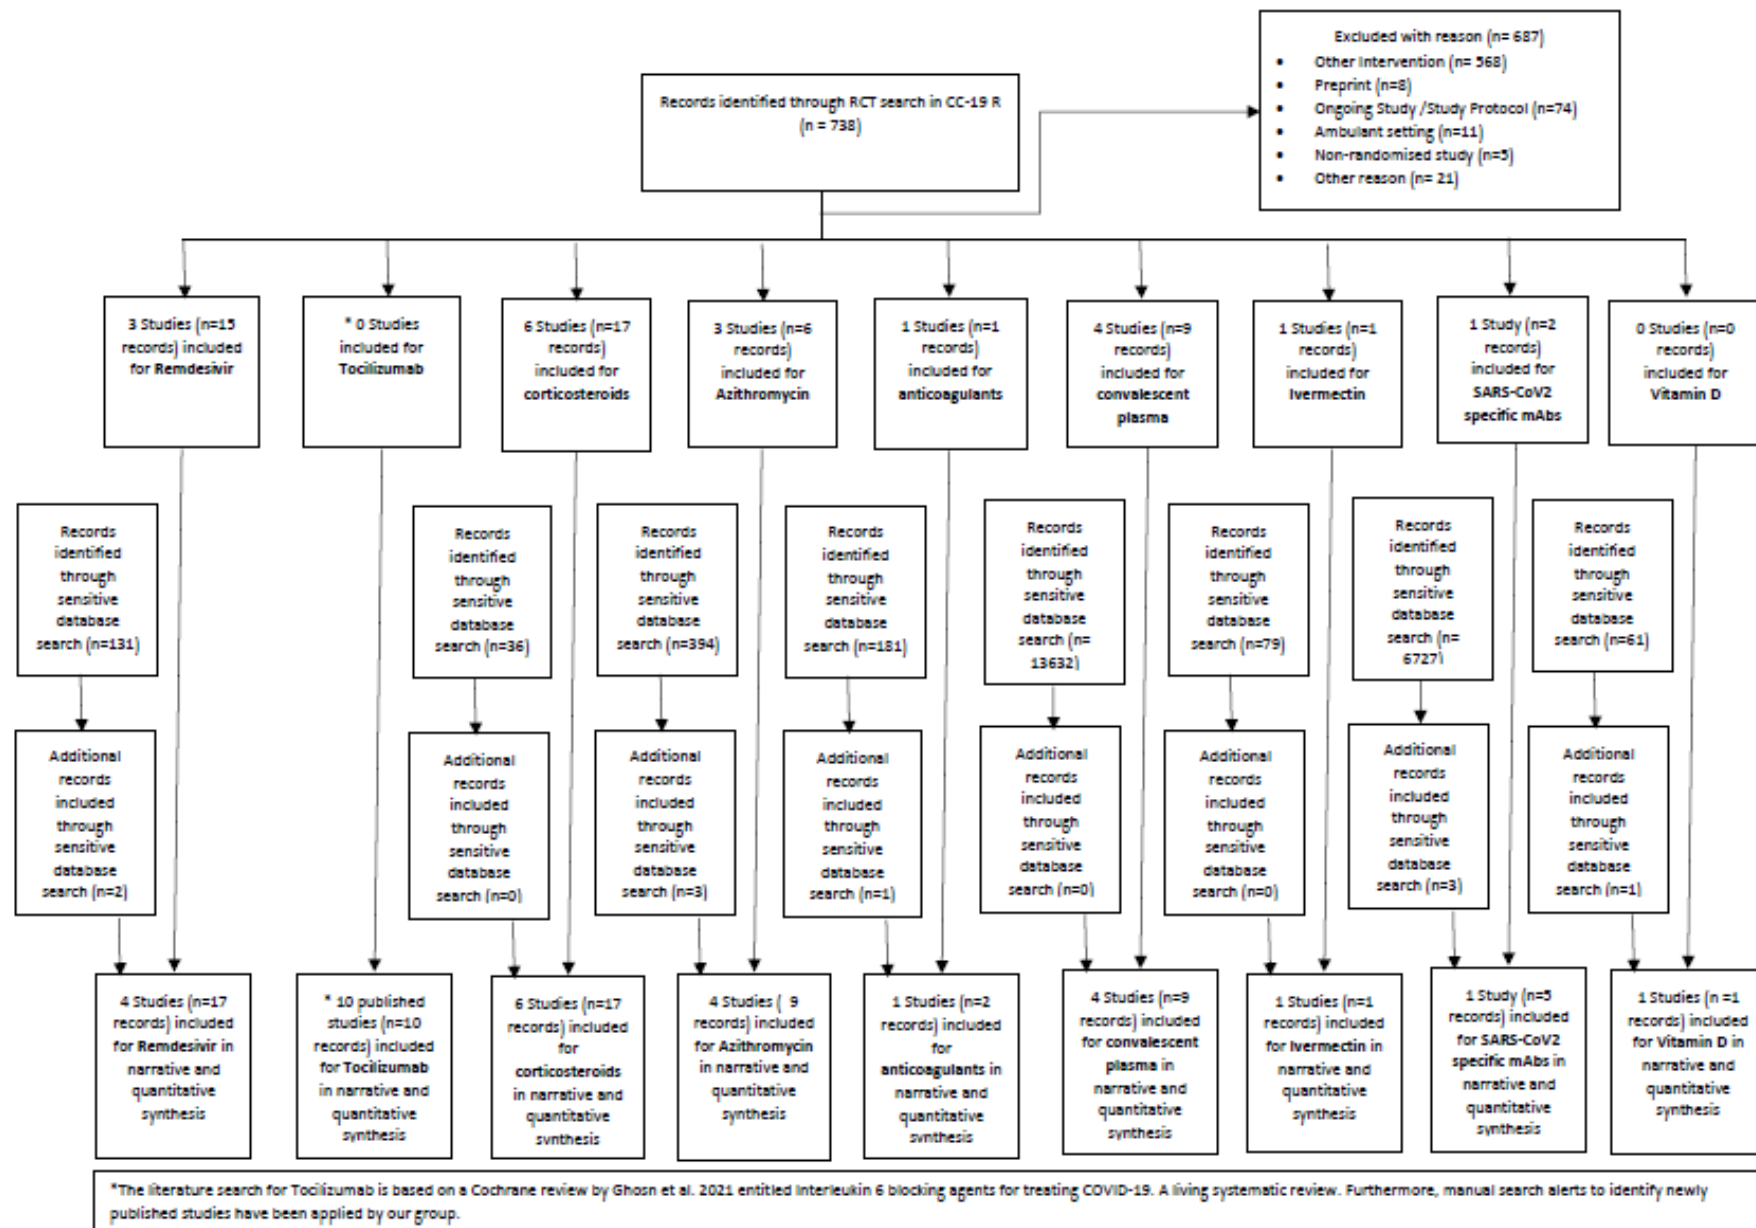 Excluded with reason (n= 687)
• Other Intervention (n= 568)
• Preprint (n=8)
• Ongoing Study /Study Protocol (n=74)
• Ambulant setting (n=11)
• Non-randomised study (n=5)
• Other reason (n= 21)
Records identified through RCT search in CC-19 R
(n = 738)
3 Studies (n=15
records) included
for Remdesivir
* 0 Studies
included for
Tocilizumab
6 Studies (n=17
records)
included for
corticosteroids
3 Studies (n=6
records)
included for
Azithromycin
1 Studies (n=1
records)
included for
anticoagulants
4 Studies (n=9
records)
included for
convalescent
plasma
1 Studies (n=1
records)
included for
Ivermectin
1 Study (n=2
records)
included for
SARS-CoV2
specific mAbs
0 Studies (n=0
records)
included for
Vitamin D
Records
identified
through
sensitive
database
search (n=131)
Records
identified
through
sensitive
database
search (n=36)
Records
identified
through
sensitive
database
search (n=394)
Records
identified
through
sensitive
database
search (n=181)
Records
identified
through
sensitive
database
search (n=
13632)
Records
identified
through
sensitive
database
search (n=79)
Records
identified
through
sensitive
database
search (n=
6727)
Records
identified
through
sensitive
database
search (n=61)
Additional
records
included
through
sensitive
database
search (n=2)
Additional
records
included
through
sensitive
database
search (n=0)
Additional
records
included
through
sensitive
database
search (n=3)
Additional
records
included
through
sensitive
database
search (n=1)
Additional
records
included
through
sensitive
database
search (n=0)
Additional
records
included
through
sensitive
database
search (n=0)
Additional
records
included
through
sensitive
database
search (n=3)
Additional
records
included
through
sensitive
database
search (n=1)
4 Studies (n=17
records) included
for Remdesivir in
narrative and
quantitative
synthesis
* 10 published
studies (n=10
records) included
for Tocilizumab
in narrative and
quantitative
synthesis
6 Studies (n=17
records) included
for
corticosteroids
in narrative and
quantitative
synthesis
4 Studies ( 9
records) included
for Azithromycin
in narrative and
quantitative
synthesis
1 Studies (n=2
records) included
for
anticoagulants in
narrative and
quantitative
synthesis
4 Studies (n=9
records) included
for convalescent
plasma in
narrative and
quantitative
synthesis
1 Studies (n=1
records) included
for Ivermectin in
narrative and
quantitative
synthesis
1 Study (n=5
records) included
for SARS-CoV2
specific mAbs in
narrative and
quantitative
synthesis
1 Studies (n =1
records) included
for Vitamin D in
narrative and
quantitative
synthesis
*The literature search for Tocilizumab is based on a Cochrane review by Ghosn et al. 2021 entitled Interleukin 6 blocking agents for treating COVID-19. A living systematic review. Furthermore, manual search alerts to identify newly
published studies have been applied by our group.